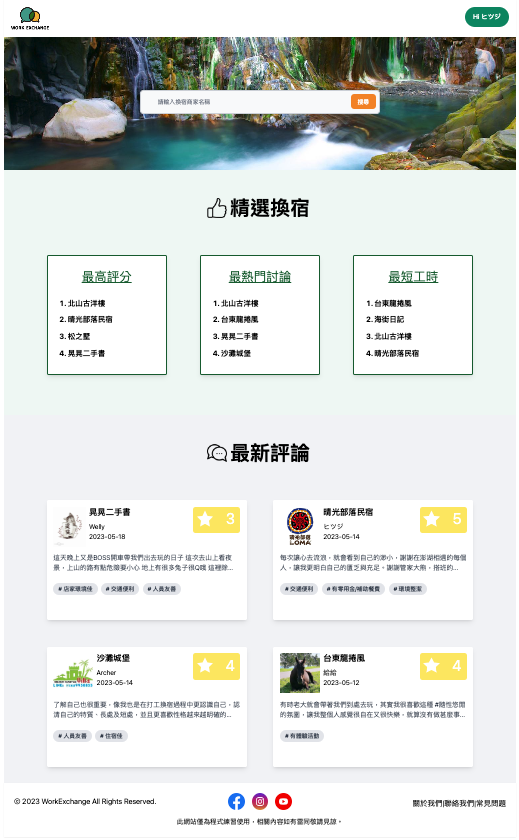 WORK EXCHANGE
Hi ヒツジ
請輸入換宿商家名稱
搜尋
精選換宿
最高評分
1. 北山古洋樓
2. 晴光部落民宿
3. 松之墅
4. 晃晃二手書
最熱門討論
1. 北山古洋樓
2. 台東龍捲風
3. 晃晃二手書
4. 沙灘城堡
最短工時
1. 台東龍捲風
2. 海街日記
3. 北山古洋樓
4. 晴光部落民宿
最新評論
晃晃二手書
Welly
2023-05-18
3
這天晚上又是BOSS開車帶我們出去玩的日子 這次去山上看夜
景，上山的路有點危險要小心 地上有很多兔子很Q噗 這裡除...
# 店家環境佳
# 交通便利
# 人員友善
晴光部落民宿
ヒツジ
2023-05-14
5
LOMA
每次讓心去流浪，就會看到自己的渺小，謝謝在澎湖相遇的每個
人，讓我更明白自己的匱乏與充足。謝謝管家大熊，搭班的...
# 交通便利
# 有零用金/補助餐費
# 環境整潔
沙灘城堡
Archer
2023-05-14
4
了解自己也很重要，像我也是在打工換宿過程中更認識自己，認
清自己的特質、長處及短處，並且更喜歡性格越來越明確的...
# 人員友善
# 住宿佳
台東龍捲風
給給
2023-05-12
4
有時老大就會帶著我們到處去玩，其實我很喜歡這種 #隨性悠閒
的氛圍，讓我整個人感覺很自在又很快樂，就算沒有做甚麼事...
# 有體驗活動
© 2023 WorkExchange All Rights Reserved.
關於我們|聯絡我們|常見問題
此網站僅為程式練習使用，相關內容如有雷同敬請見諒。